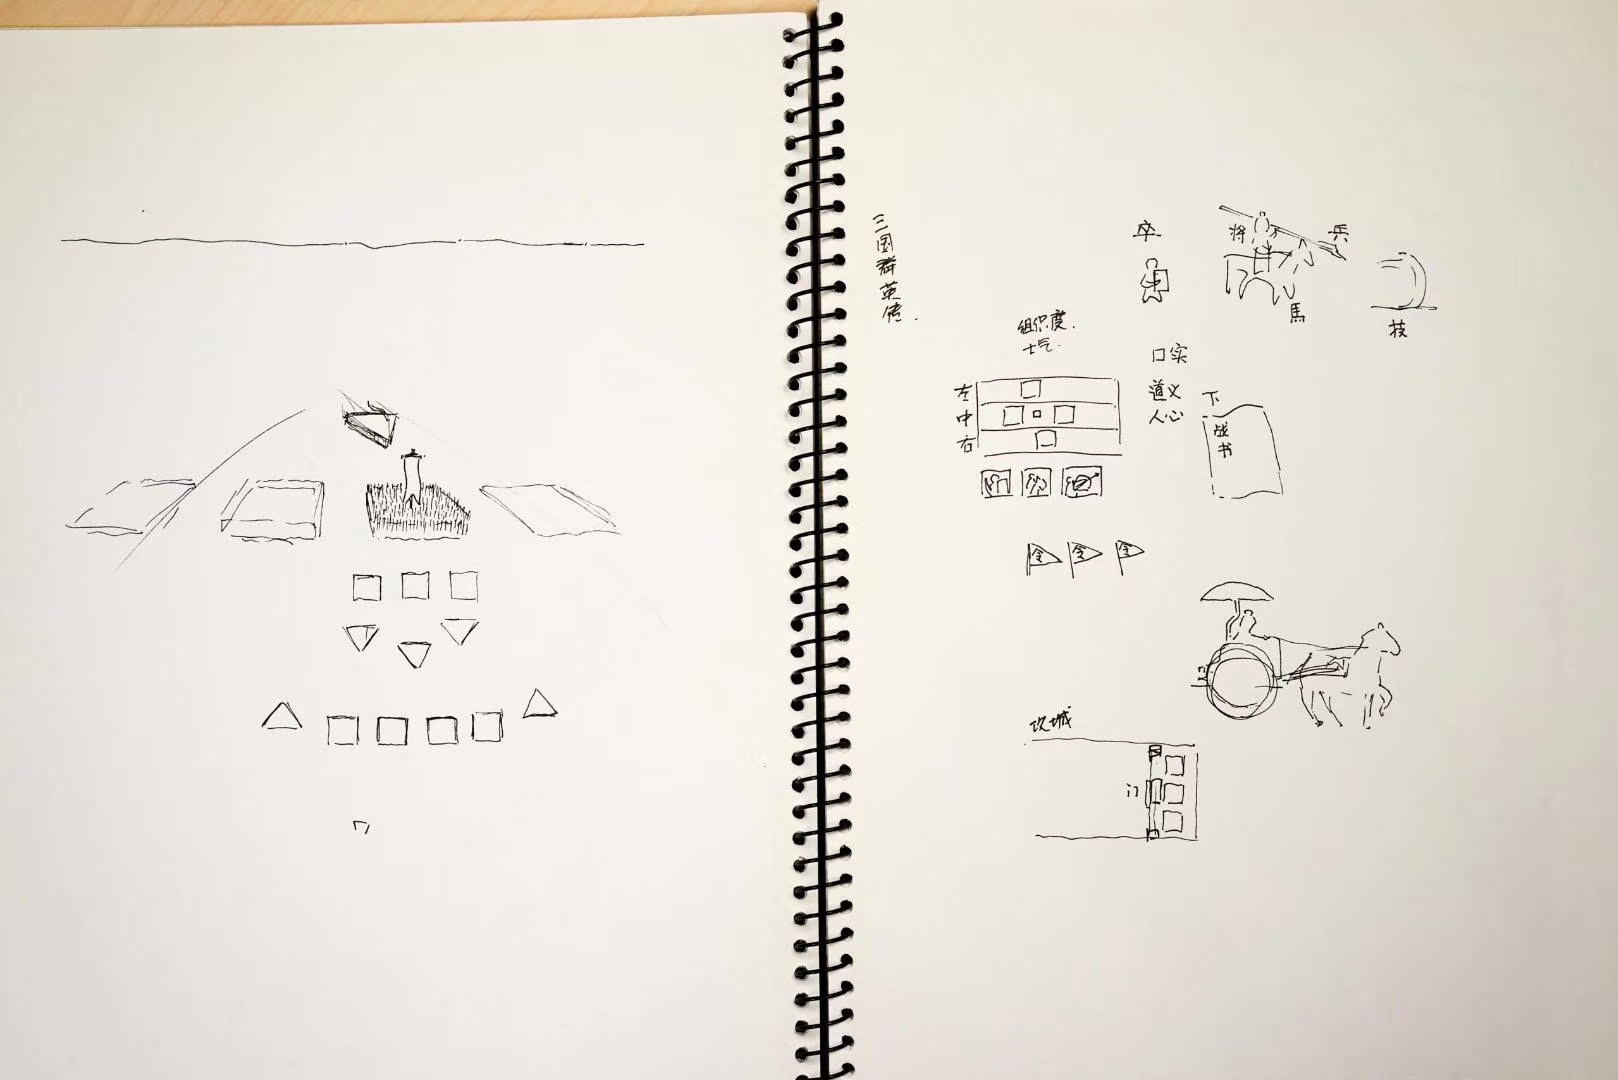 三国群英传.
卒
将
兵
馬
技
组织度.
士气.
口实
道义
人心
左
中
右
下
战
书
令 令 令
攻城
门